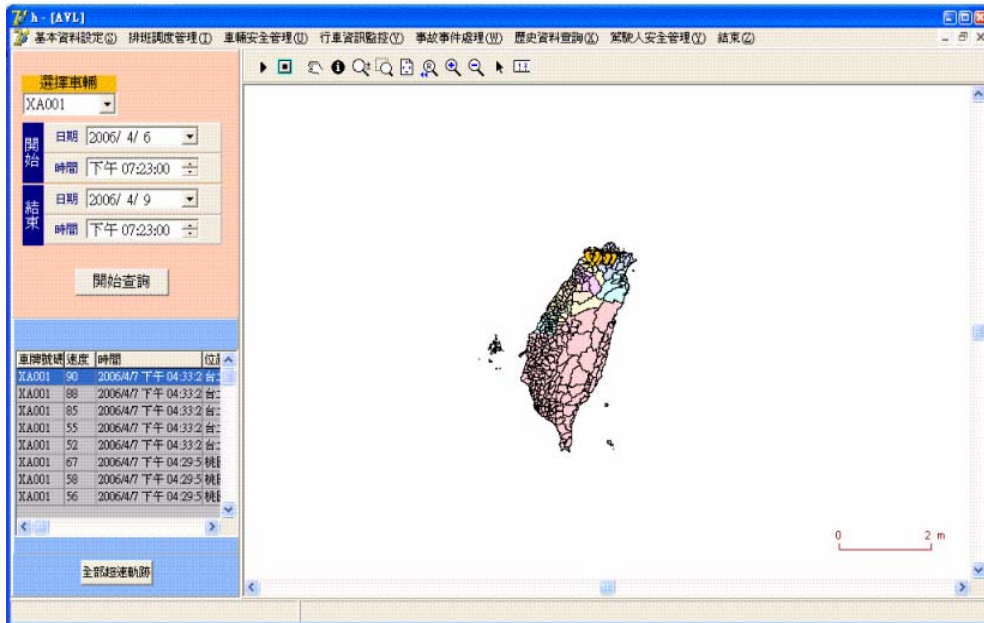 h - [AVL]
基本資料設定(S) 排班調度管理(T) 車輛安全管理(U) 行車資訊監控(V) 事故事件處理(W) 歷史資料查詢(X) 駕駛人安全管理(Y) 結束(Z)
選擇車輛
XA001
開始
日期 2006/ 4/ 6
時間 下午 07:23:00
結束
日期 2006/ 4/ 9
時間 下午 07:23:00
開始查詢
車牌號碼 速度 時間
XA001 90 2006/4/7 下午 04:33:2 台
XA001 88 2006/4/7 下午 04:33:2 台
XA001 85 2006/4/7 下午 04:33:2 台
XA001 55 2006/4/7 下午 04:33:2 台
XA001 52 2006/4/7 下午 04:33:2 台
XA001 67 2006/4/7 下午 04:29:5 桃
XA001 58 2006/4/7 下午 04:29:5 桃
XA001 56 2006/4/7 下午 04:29:5 桃
全部超速軌跡
0 2 m